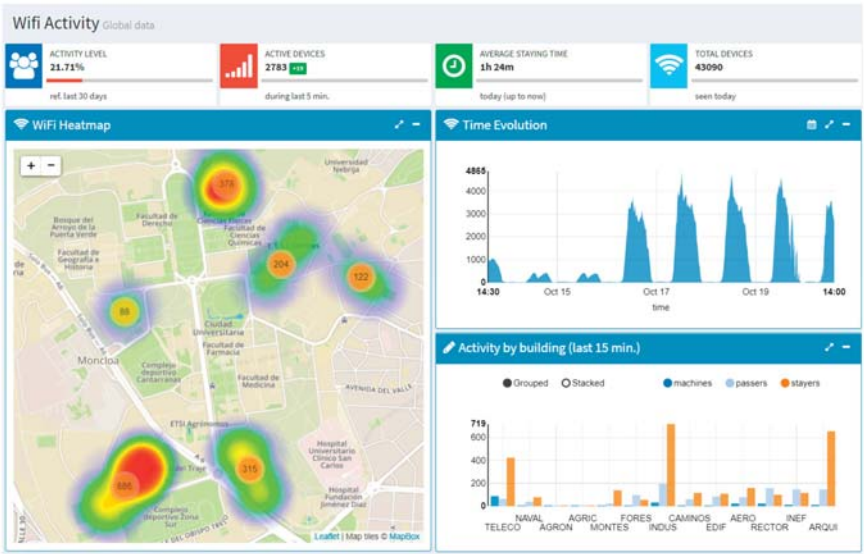 Wifi Activity Global data
ACTIVITY LEVEL
21.71%
ref. last 30 days
ACTIVE DEVICES
2783 +19
during last 5 min.
AVERAGE STAYING TIME
1h 24m
today (up to now)
TOTAL DEVICES
43090
seen today
WiFi Heatmap
+ −
Universidad
Nebrija
378
Bosque del
Arroyo de la
Puerta Verde
Facultad de
Derecho
Ciencias Físicas
Facultad de
Ciencias
Químicas
Facultad de
Geografía e
Historia
204
122
88
Ciudad
Universitaria
Facultad de
Farmacia
Moncloa
Complejo
deportivo
Cantarranas
Facultad de
Medicina
AVENIDA DEL VALLE
ETSI Agrónomos
Hospital
Universitario
Clínico San
Carlos
del Traje
315
686
Hospital
Fundación
Jiménez Díaz
Complejo
deportivo Zona
Sur
Leaflet | Map tiles © MapBox
Time Evolution
4865
4000
3000
2000
1000
0
14:30 Oct 15 Oct 17 Oct 19 14:00
time
Activity by building (last 15 min.)
Grouped Stacked machines passers stayers
719
600
400
200
0
NAVAL AGRIC FORES CAMINOS AERO INEF
TELECO AGRON MONTES INDUS EDIF RECTOR ARQUI